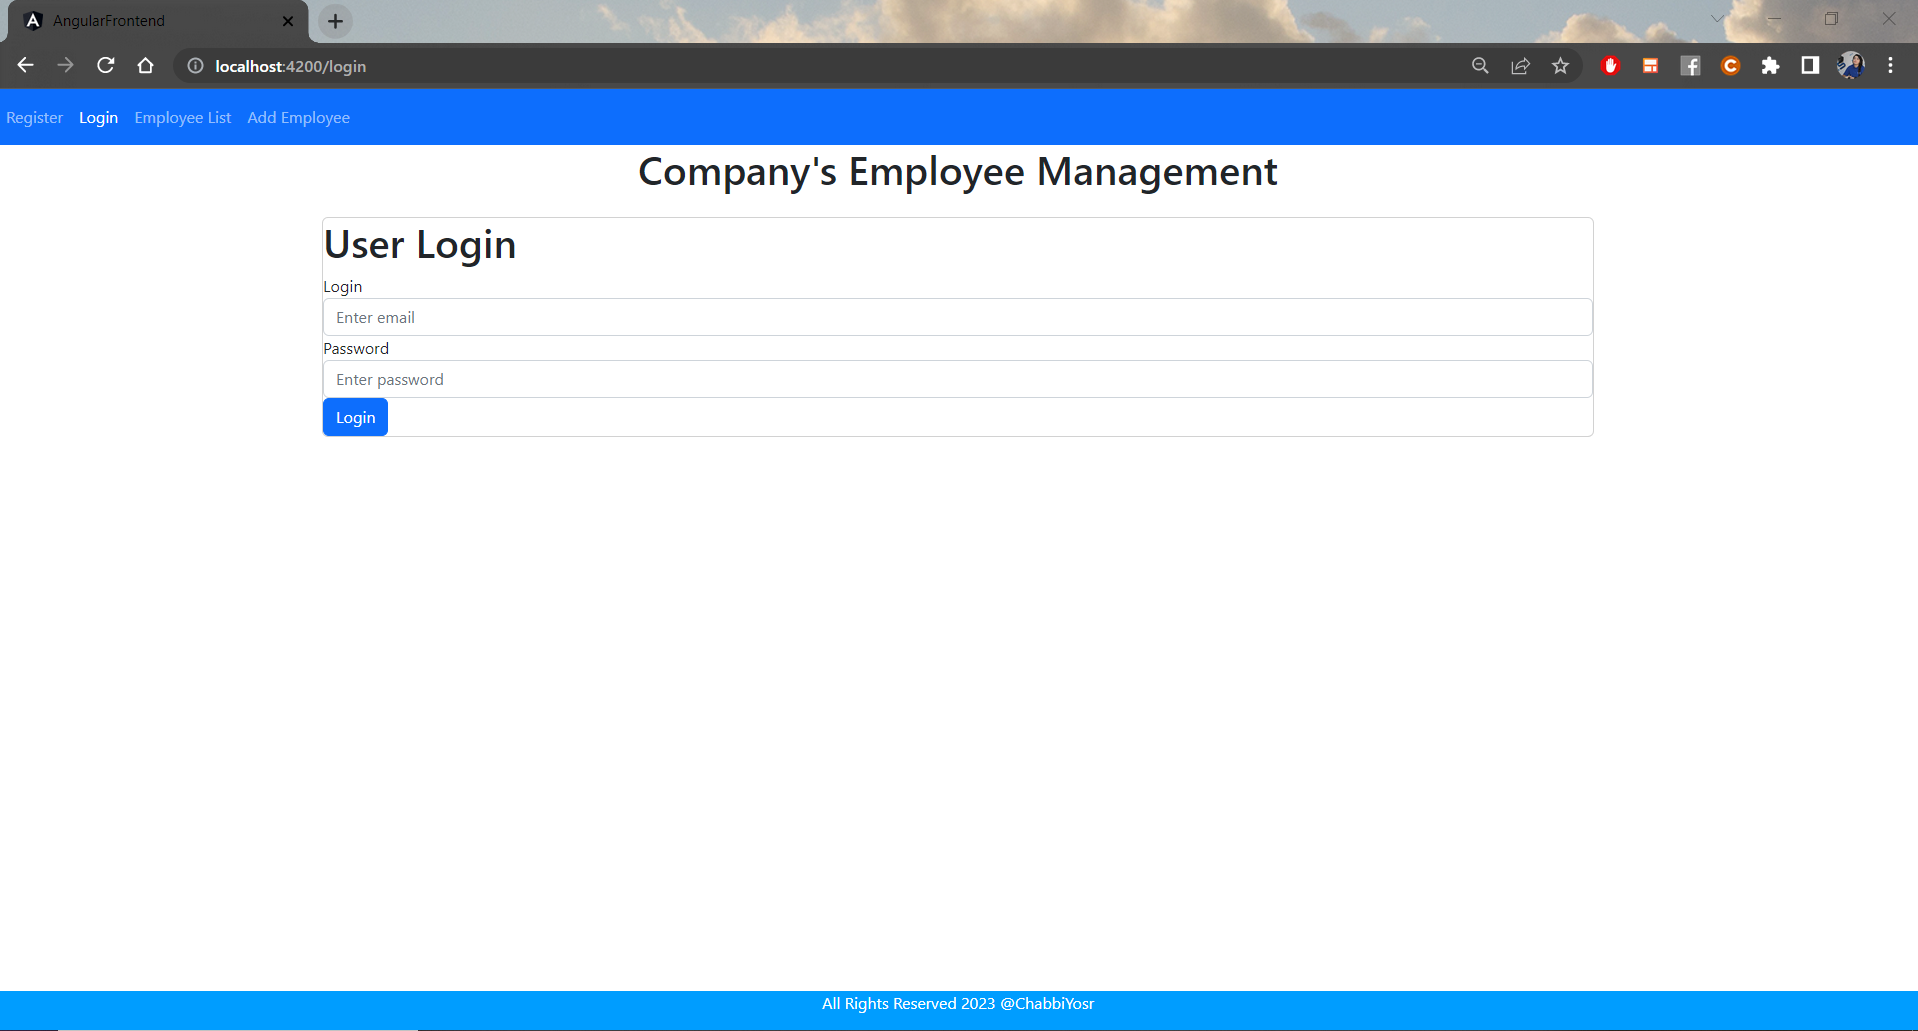 AngularFrontend
localhost:4200/login
Register Login Employee List Add Employee
Company's Employee Management
User Login
Login
Enter email
Password
Enter password
Login
All Rights Reserved 2023 @ChabbiYosr